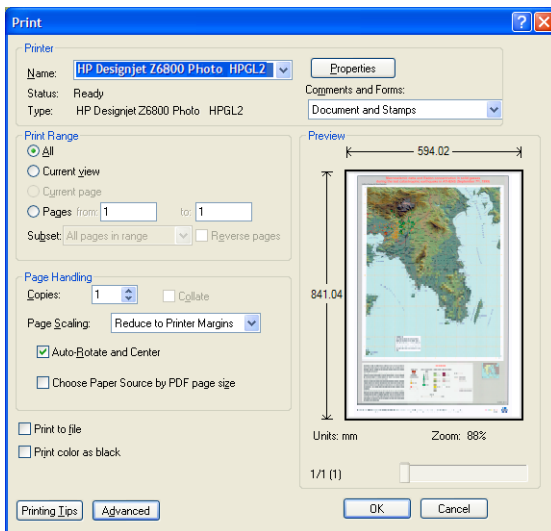 Print
Printer
Name: HP Designjet Z6800 Photo HPGL2
Properties
Status: Ready
Comments and Forms:
Type: HP Designjet Z6800 Photo HPGL2
Document and Stamps
Print Range
All
Current view
Current page
Pages from: 1 to: 1
Subset: All pages in range
Reverse pages
Page Handling
Copies: 1
Collate
Page Scaling: Reduce to Printer Margins
Auto-Rotate and Center
Choose Paper Source by PDF page size
Print to file
Print color as black
Preview
594.02
841.04
Units: mm Zoom: 88%
1/1 (1)
Printing Tips
Advanced
OK
Cancel